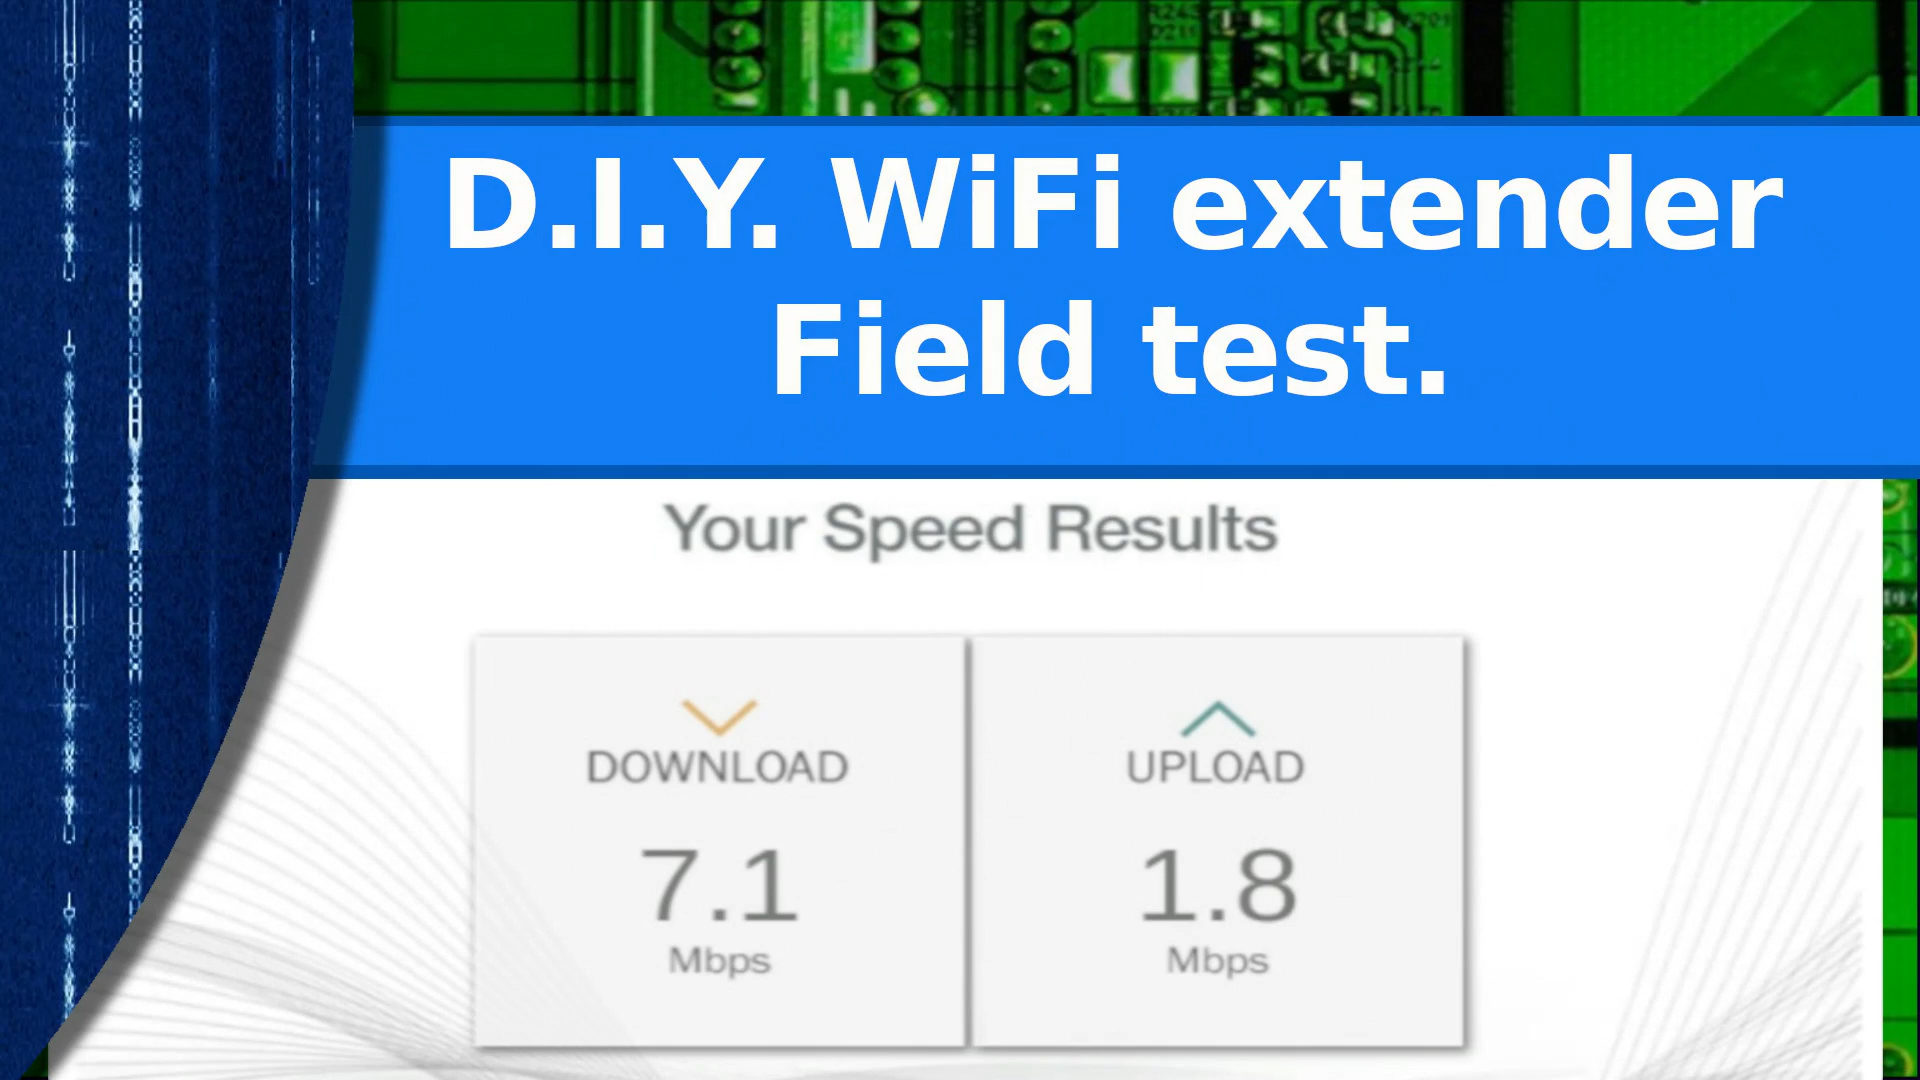 D.I.Y. WiFi extender
Field test.
Your Speed Results
DOWNLOAD
UPLOAD
7.1
1.8
Mbps
Mbps